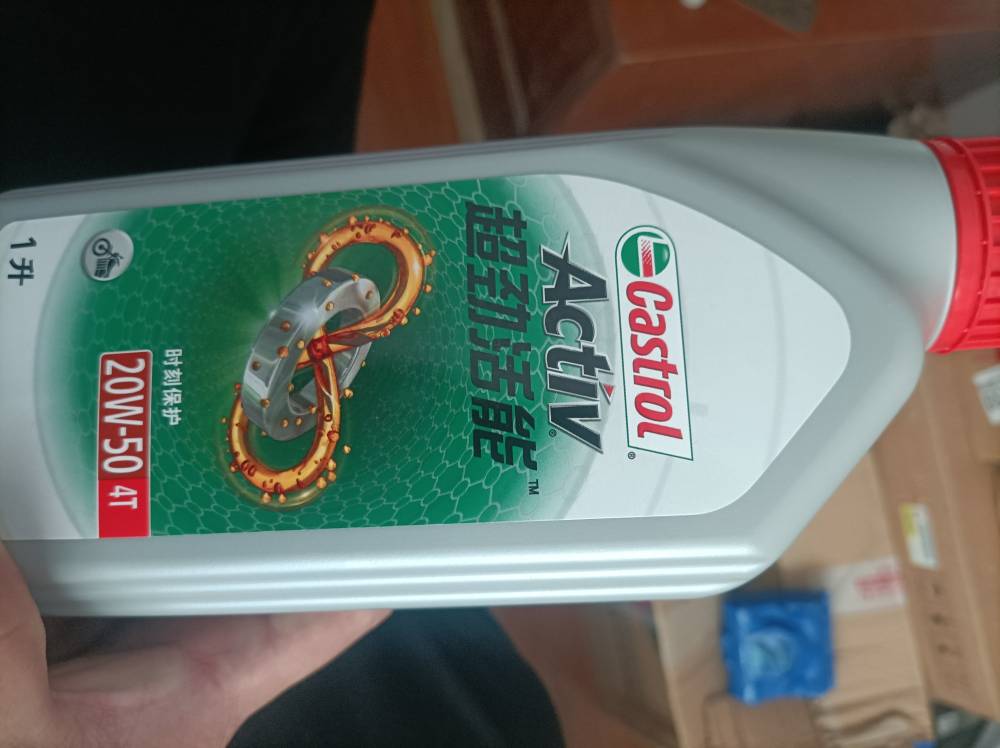 Castrol®
Activ®
超劲活能™
时刻保护
20W-50 4T
1升